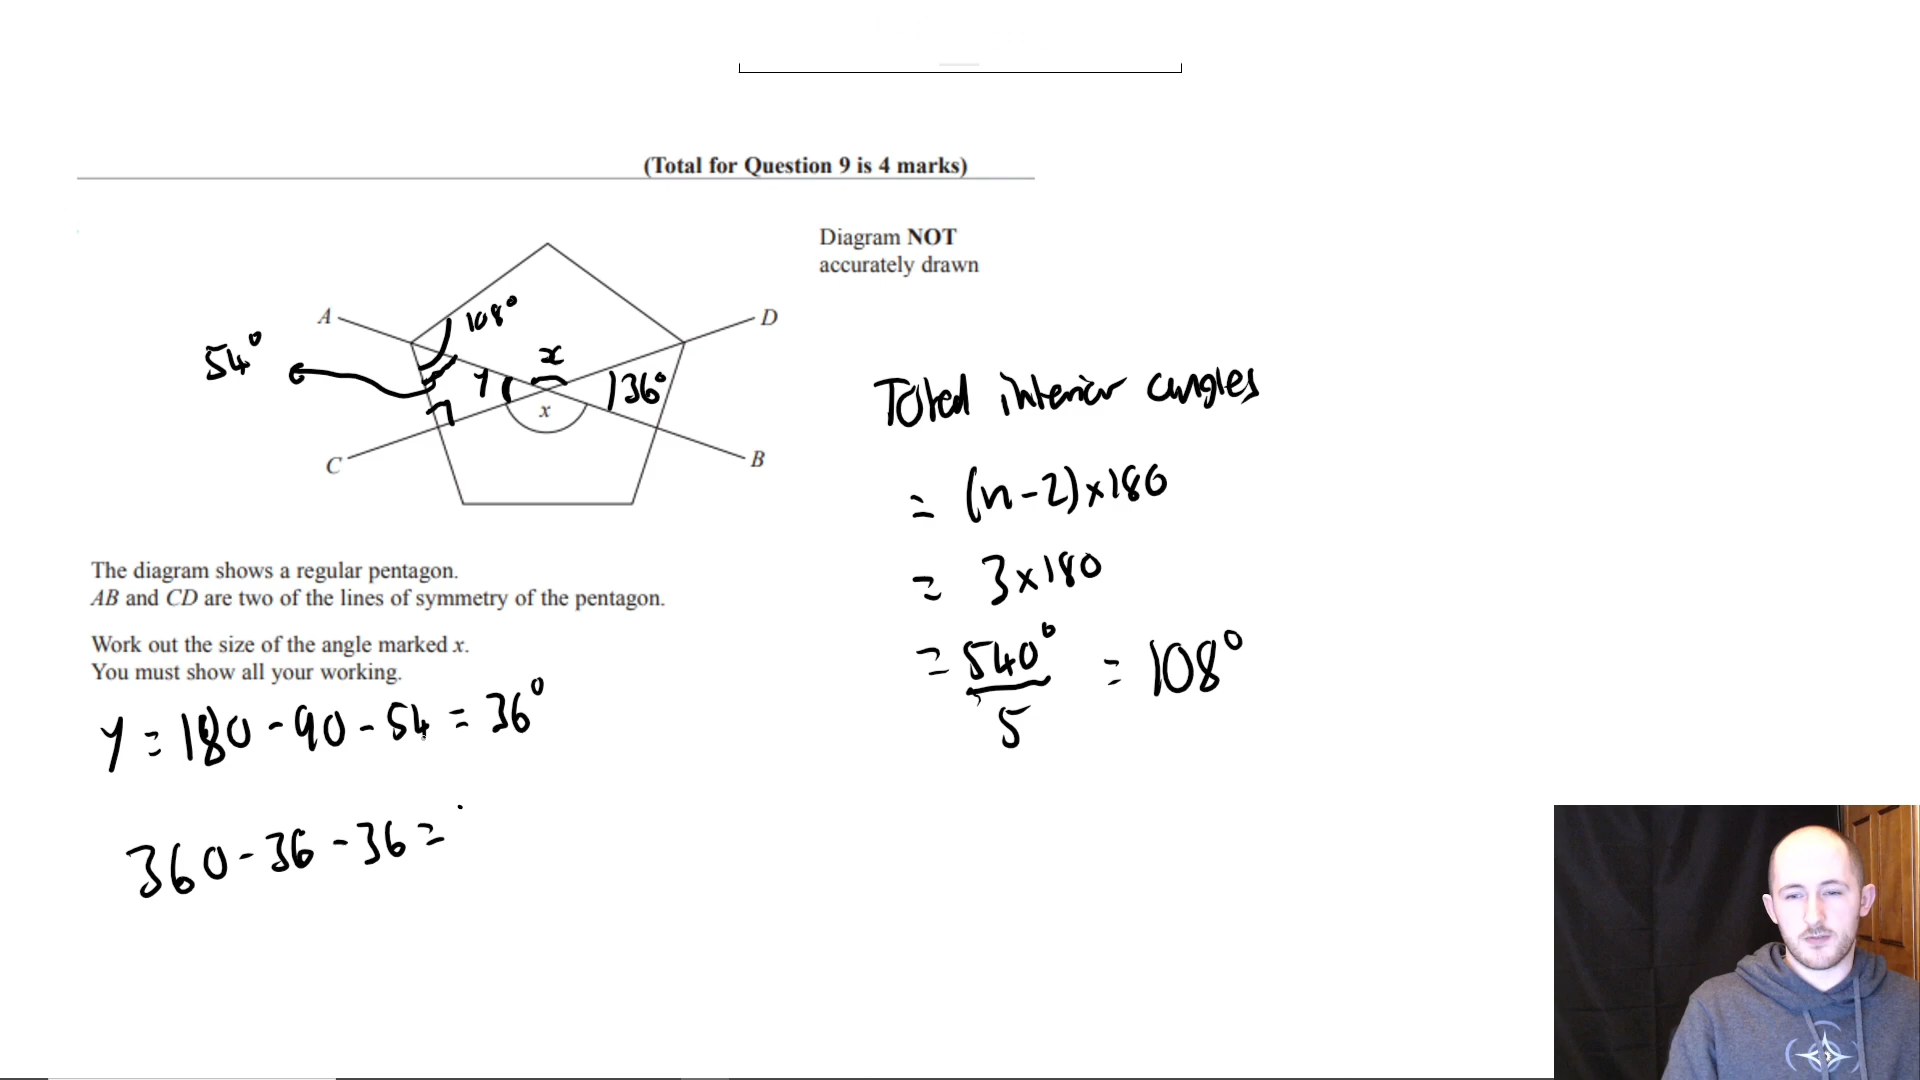 (Total for Question 9 is 4 marks)
Diagram NOT
accurately drawn
A
D
108°
54°
x
y
36°
x
C
B
Total interior angles
= (n-2)×180
= 3×180
= 540° = 108°
5
The diagram shows a regular pentagon.
AB and CD are two of the lines of symmetry of the pentagon.
Work out the size of the angle marked x.
You must show all your working.
y = 180 - 90 - 54 = 36°
360 - 36 - 36 =